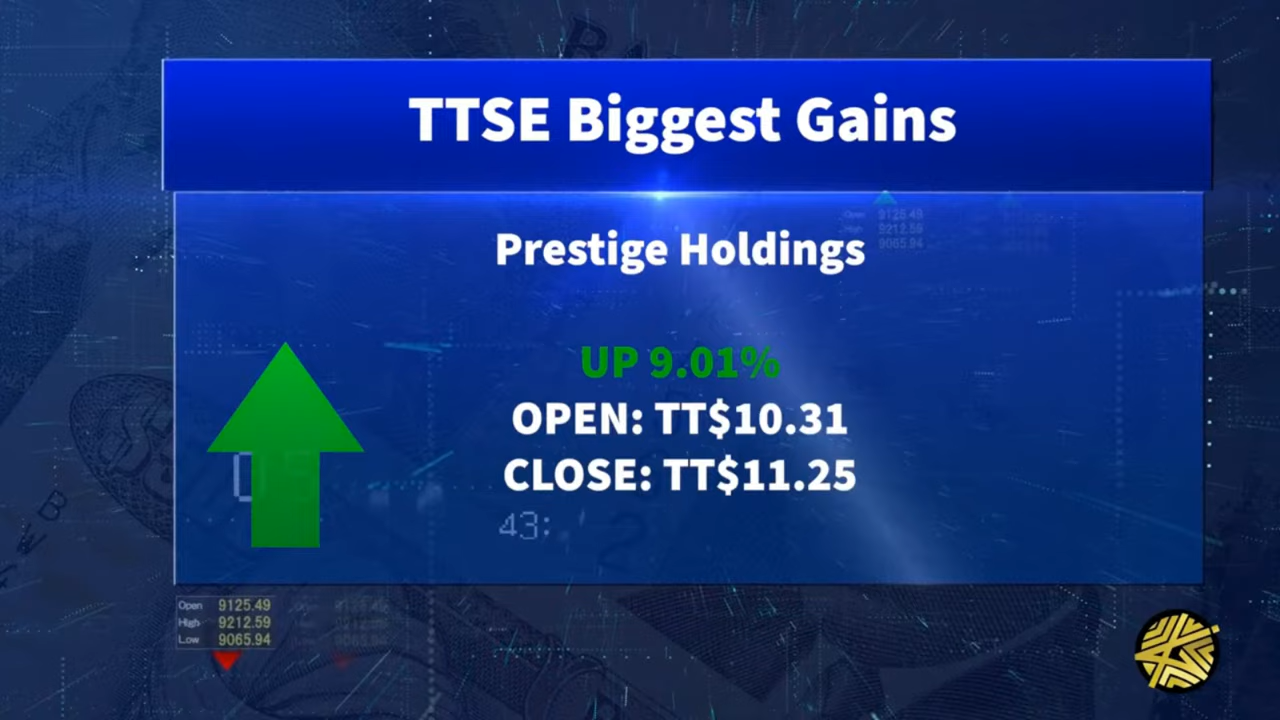 TTSE Biggest Gains
Prestige Holdings
UP 9.01%
OPEN: TT$10.31
CLOSE: TT$11.25
43:
Open 9125.49
High 9212.59
Low 9065.94